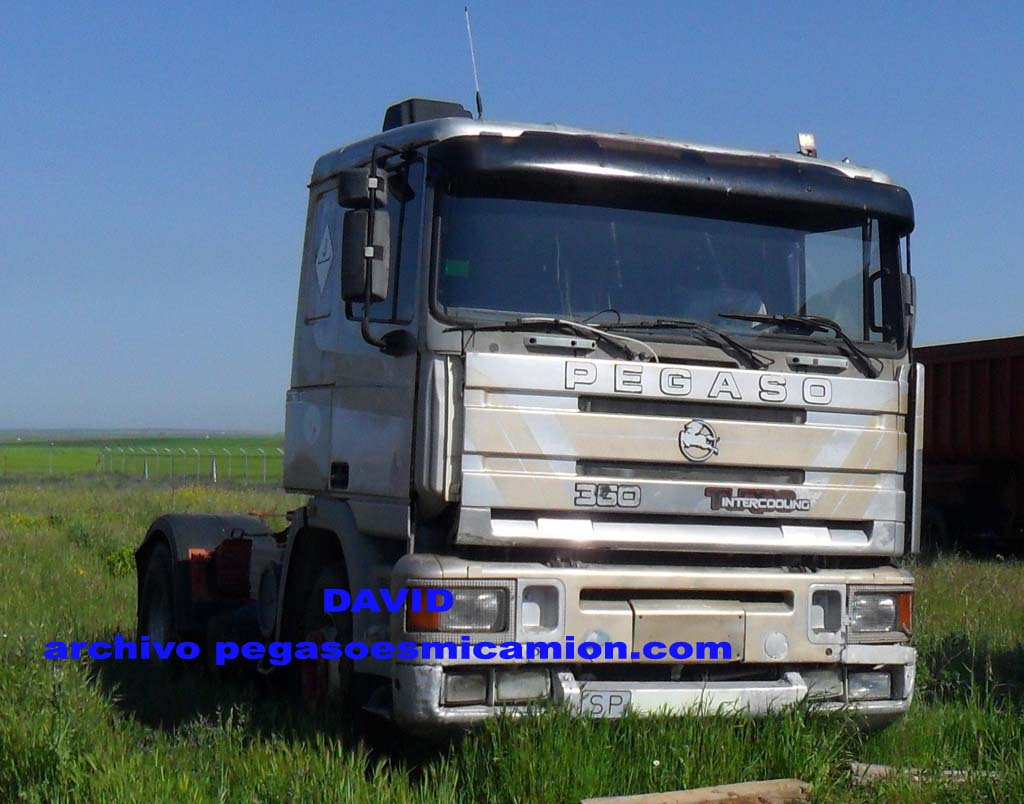 PEGASO
360
INTERCOOLING
SP
DAVID
archivo pegasoesmicamion.com